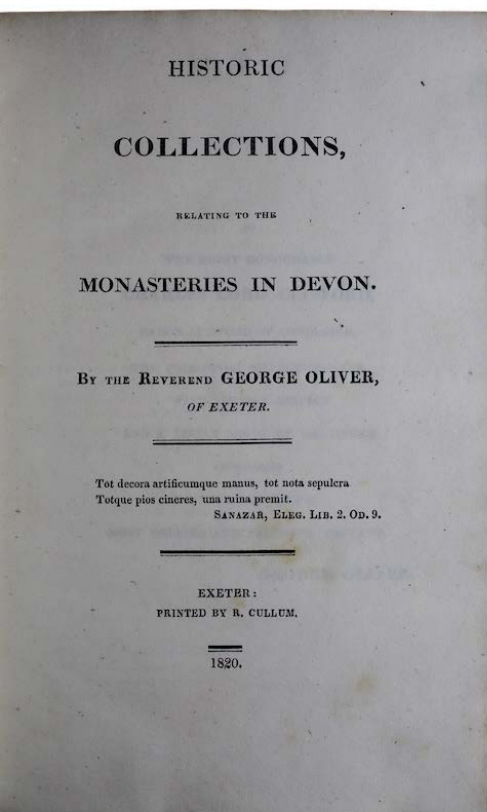 HISTORIC
COLLECTIONS,
RELATING TO THE
MONASTERIES IN DEVON.
BY THE REVEREND GEORGE OLIVER,
OF EXETER.
Tot decora artificumque manus, tot nota sepulcra
Totque pios cineres, una ruina premit.
SANAZAR, ELEG. LIB. 2. OD. 9.
EXETER:
PRINTED BY R. CULLUM.
1820.